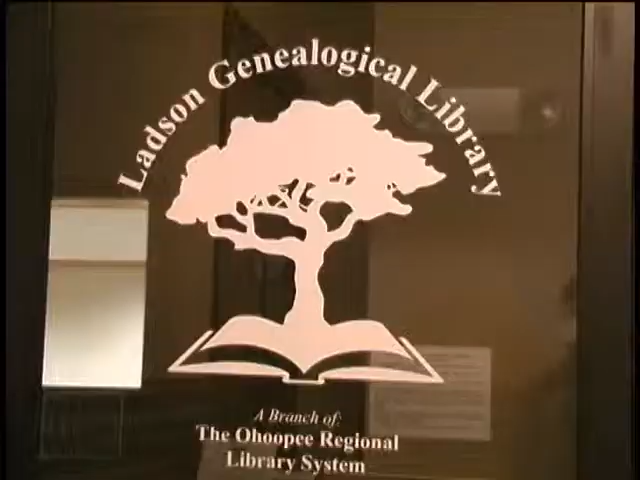 Ladson Genealogical Library
A Branch of:
The Ohoopee Regional
Library System